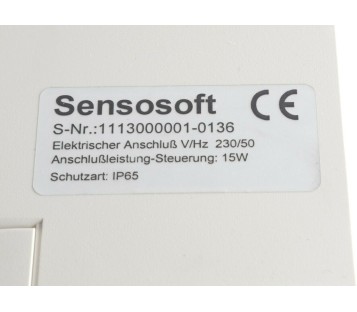 Sensosoft CE
S-Nr.:1113000001-0136
Elektrischer Anschluß V/Hz 230/50
Anschlußleistung-Steuerung: 15W
Schutzart: IP65